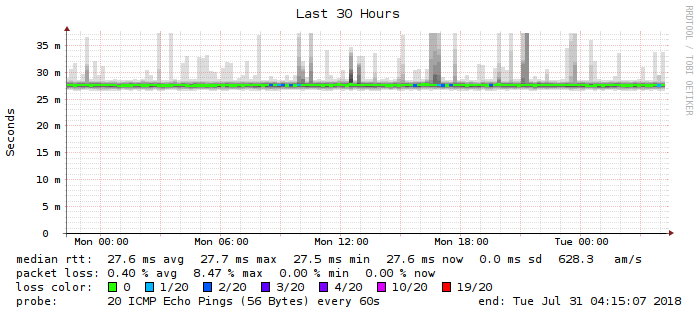 Last 30 Hours
RRDTOOL / TOBI OETIKER
Seconds
35 m
30 m
25 m
20 m
15 m
10 m
5 m
0
Mon 00:00 Mon 06:00 Mon 12:00 Mon 18:00 Tue 00:00
median rtt: 27.6 ms avg 27.7 ms max 27.5 ms min 27.6 ms now 0.0 ms sd 628.3 am/s
packet loss: 0.40 % avg 8.47 % max 0.00 % min 0.00 % now
loss color: 0 1/20 2/20 3/20 4/20 10/20 19/20
probe: 20 ICMP Echo Pings (56 Bytes) every 60s end: Tue Jul 31 04:15:07 2018